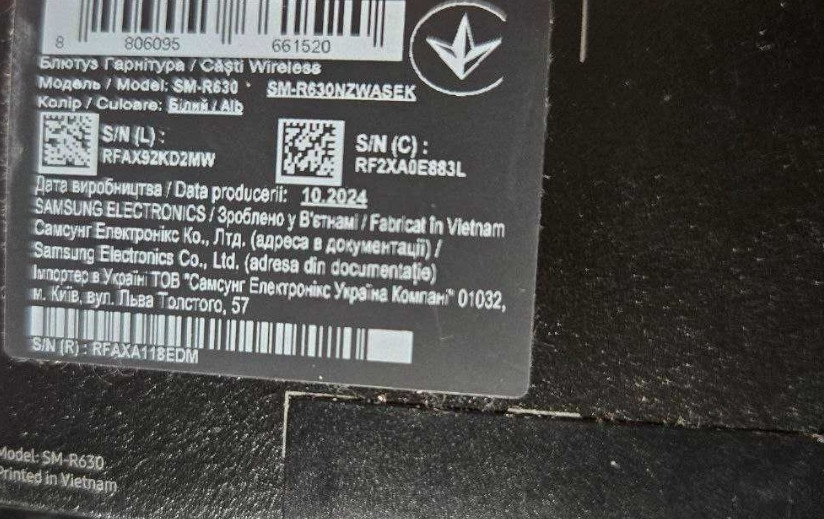 8 806095 661520
Блютуз Гарнітура / Căști Wireless
Модель / Model: SM-R630 SM-R630NZWASEK
Колір / Culoare: Білий / Alb
S/N (L) :
RFAX92KD2MW
S/N (C) :
RF2XA0E883L
Дата виробництва / Data producerii: 10.2024
SAMSUNG ELECTRONICS / Зроблено у В'єтнамі / Fabricat în Vietnam
Самсунг Електронікс Ко., Лтд. (адреса в документації) /
Samsung Electronics Co., Ltd. (adresa din documentație)
Імпортер в Україні ТОВ "Самсунг Електронікс Україна Компані" 01032,
м. Київ, вул. Льва Толстого, 57
S/N (R) : RFAXA118EDM
Model: SM-R630
Printed in Vietnam